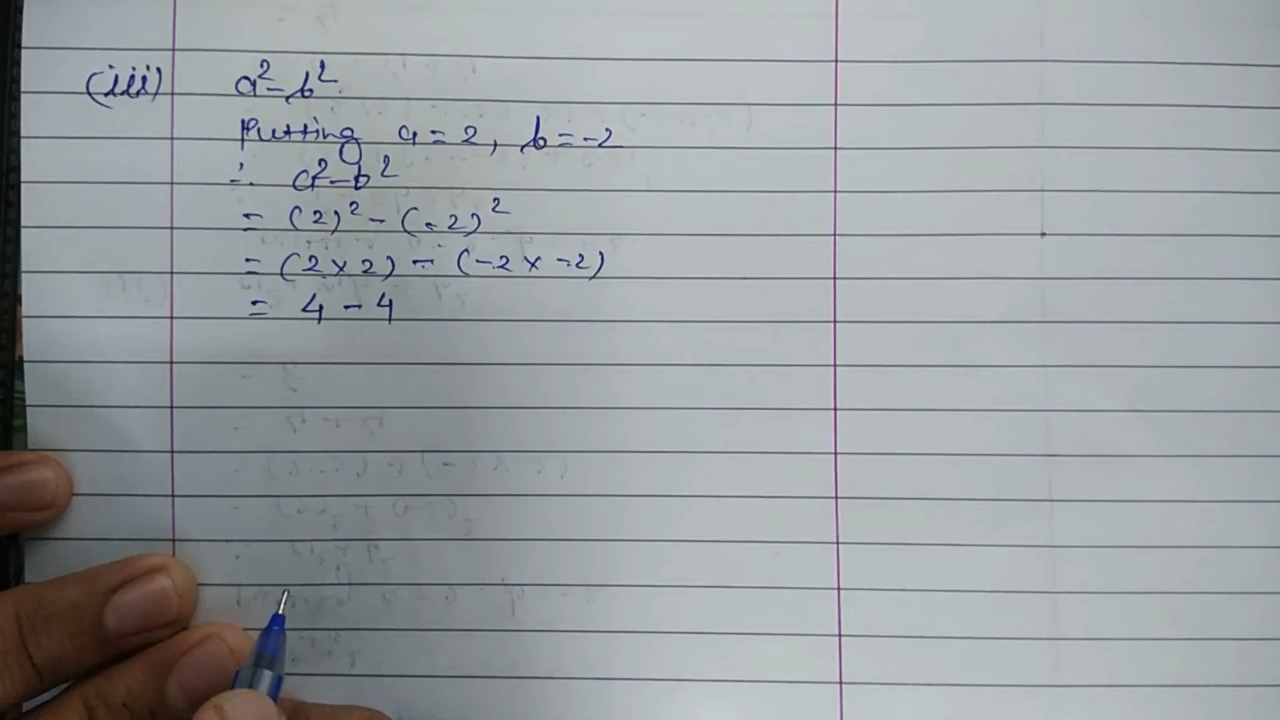 (iii) a² - b²
Putting a = 2, b = -2
∴ a² - b²
= (2)² - (-2)²
= (2 × 2) - (-2 × -2)
= 4 - 4